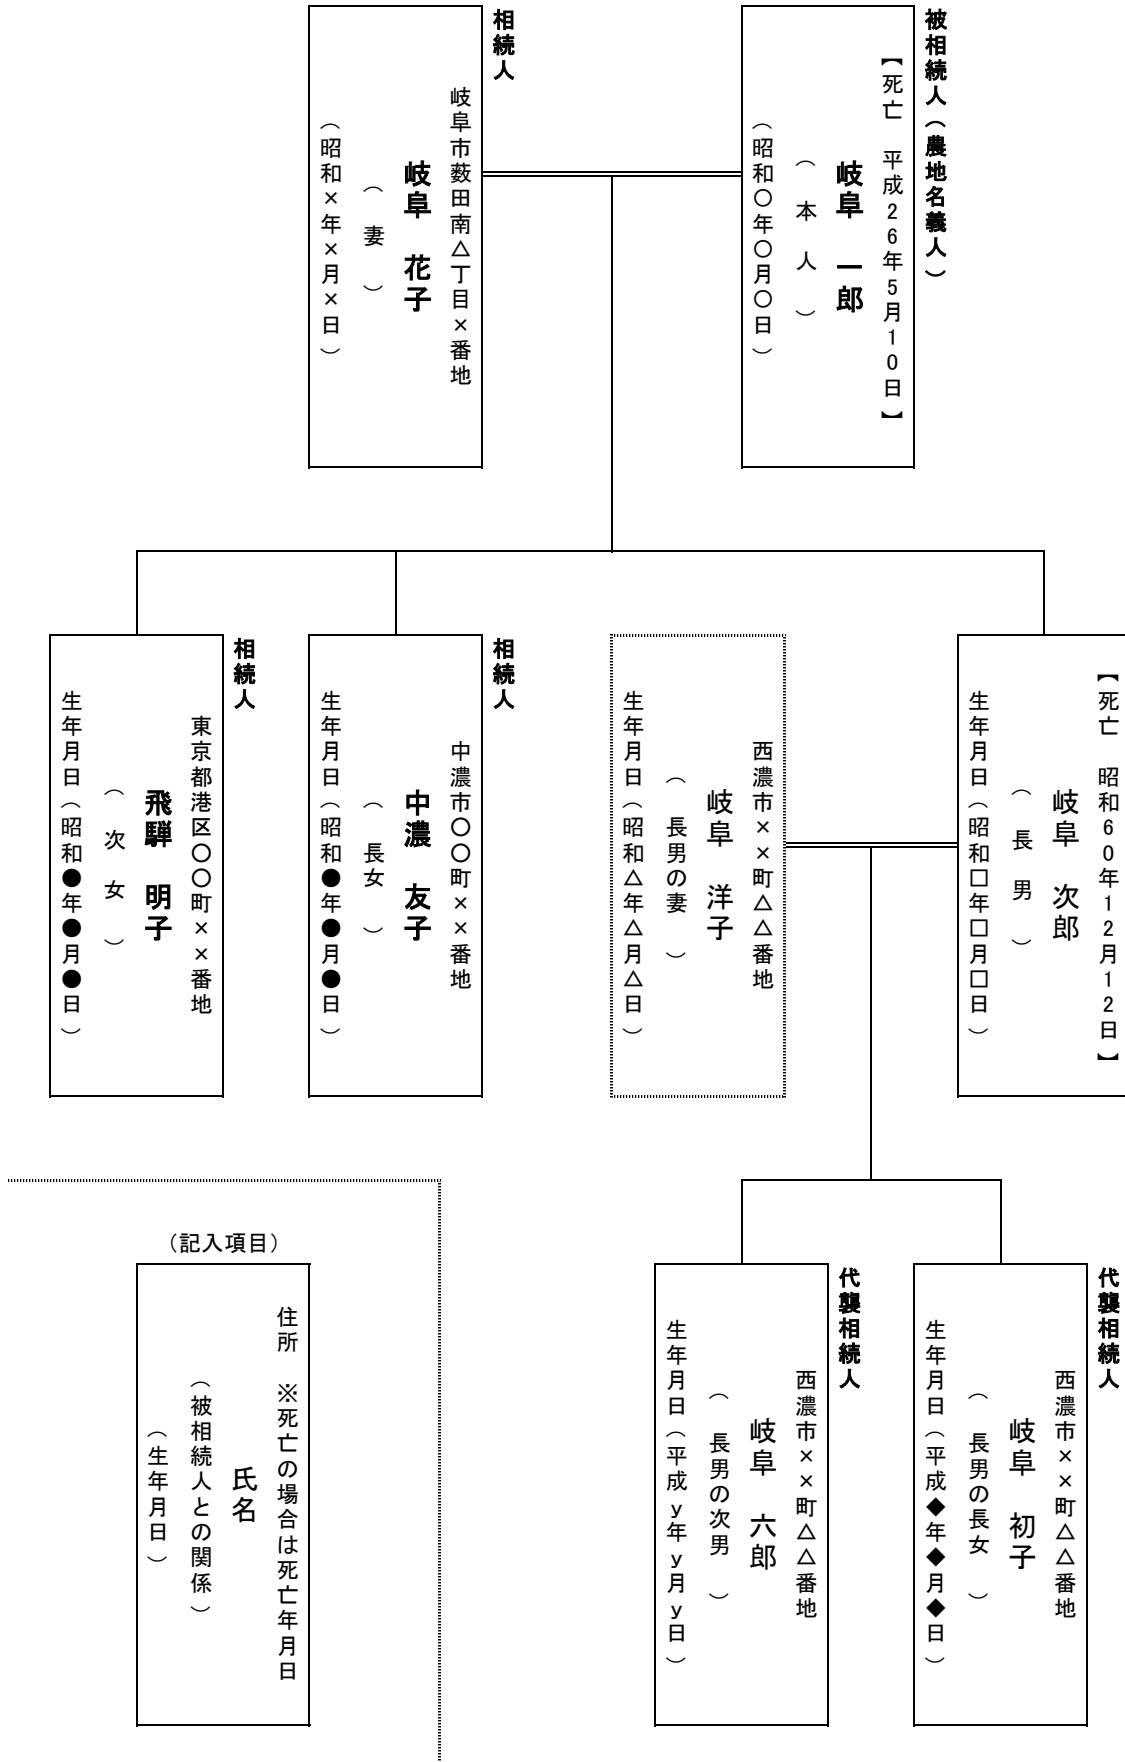 被相続人（農地名義人）
【死亡　平成２６年５月１０日】
岐阜　一郎
（　本　人　）
（昭和〇年〇月〇日）
相続人
岐阜市薮田南△丁目×番地
岐阜　花子
（　妻　）
（昭和×年×月×日）
【死亡　昭和６０年１２月１２日】
岐阜　次郎
（　長　男　）
生年月日（昭和□年□月□日）
西濃市××町△△番地
岐阜　洋子
（　長男の妻　）
生年月日（昭和△年△月△日）
相続人
中濃市〇〇町××番地
中濃　友子
（　長女　）
生年月日（昭和●年●月●日）
相続人
東京都港区〇〇町××番地
飛騨　明子
（　次　女　）
生年月日（昭和●年●月●日）
代襲相続人
西濃市××町△△番地
岐阜　初子
（　長男の長女　）
生年月日（平成◆年◆月◆日）
代襲相続人
西濃市××町△△番地
岐阜　六郎
（　長男の次男　）
生年月日（平成ｙ年ｙ月ｙ日）
（記入項目）
住所　※死亡の場合は死亡年月日
氏名
（被相続人との関係）
（生年月日）